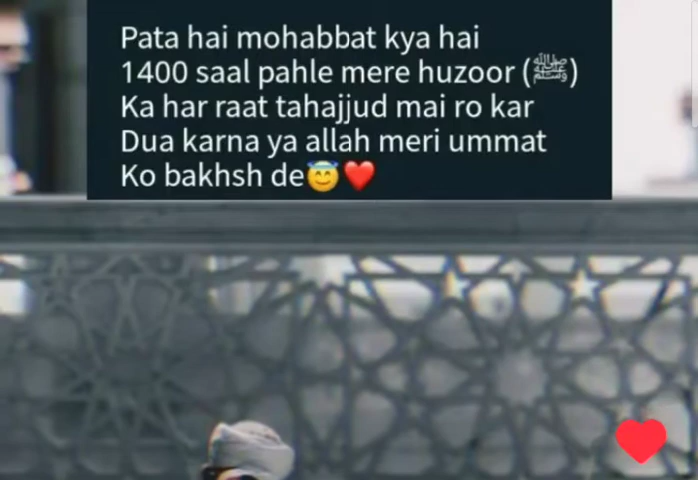 Pata hai mohabbat kya hai
1400 saal pahle mere huzoor (ﷺ)
Ka har raat tahajjud mai ro kar
Dua karna ya allah meri ummat
Ko bakhsh de😇❤️